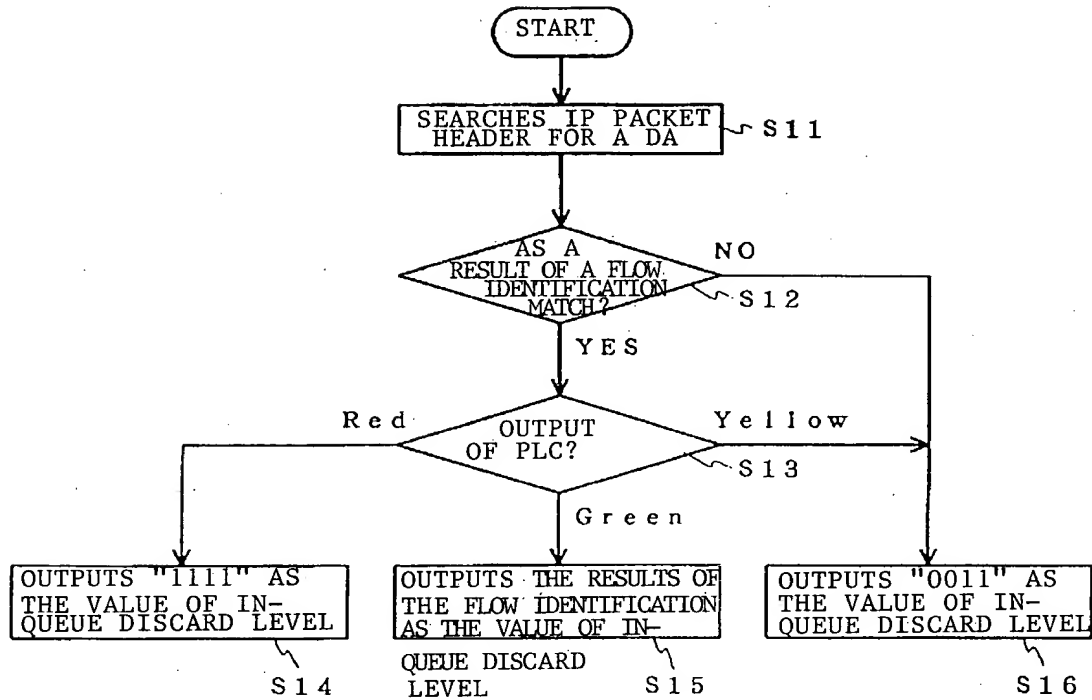 START
SEARCHES IP PACKET
HEADER FOR A DA
S11
AS A
RESULT OF A FLOW
IDENTIFICATION
MATCH?
NO
S12
YES
Red
OUTPUT
OF PLC?
Yellow
S13
Green
OUTPUTS "1111" AS
THE VALUE OF IN-
QUEUE DISCARD LEVEL
S14
OUTPUTS THE RESULTS OF
THE FLOW IDENTIFICATION
AS THE VALUE OF IN-
QUEUE DISCARD
LEVEL
S15
OUTPUTS "0011" AS
THE VALUE OF IN-
QUEUE DISCARD LEVEL
S16